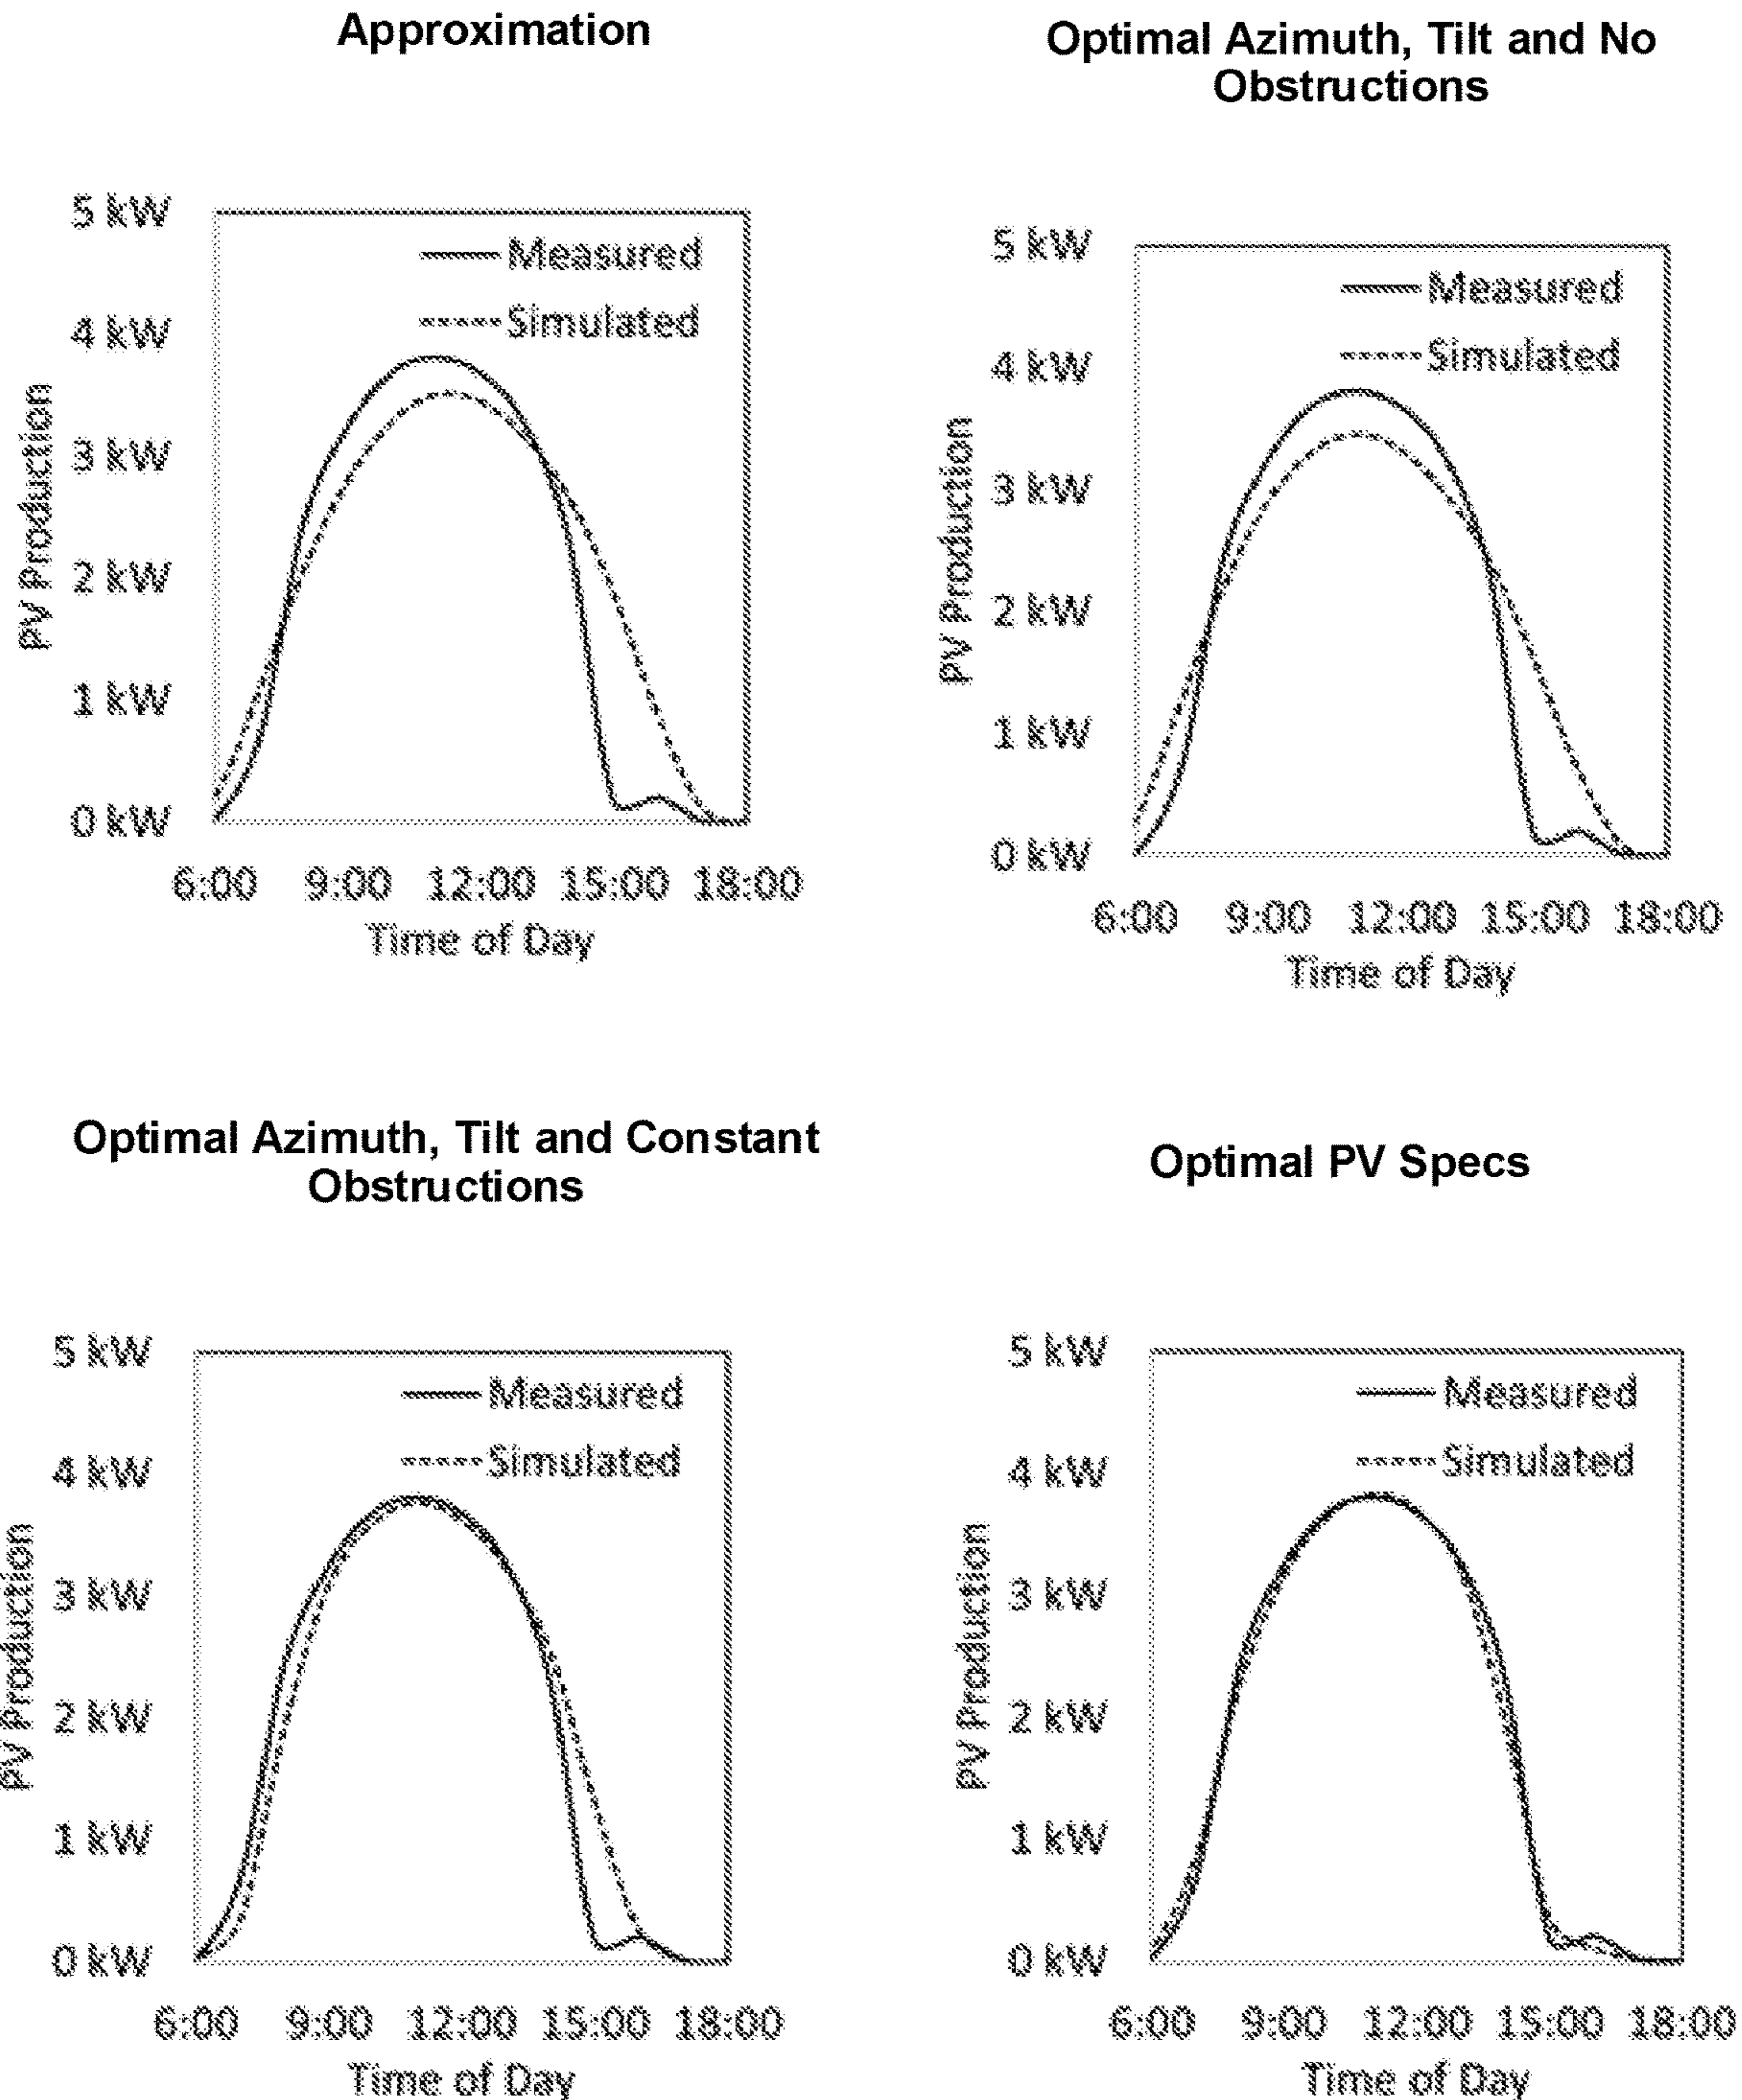 Approximation
5 kW
Measured
4 kW
Simulated
3 kW
2 kW
1 kW
0 kW
PV Production
6:00 9:00 12:00 15:00 18:00
Time of Day
Optimal Azimuth, Tilt and No
Obstructions
5 kW
Measured
4 kW
Simulated
3 kW
2 kW
1 kW
0 kW
PV Production
6:00 9:00 12:00 15:00 18:00
Time of Day
Optimal Azimuth, Tilt and Constant
Obstructions
5 kW
Measured
4 kW
Simulated
3 kW
2 kW
1 kW
0 kW
PV Production
6:00 9:00 12:00 15:00 18:00
Time of Day
Optimal PV Specs
5 kW
Measured
4 kW
Simulated
3 kW
2 kW
1 kW
0 kW
PV Production
6:00 9:00 12:00 15:00 18:00
Time of Day